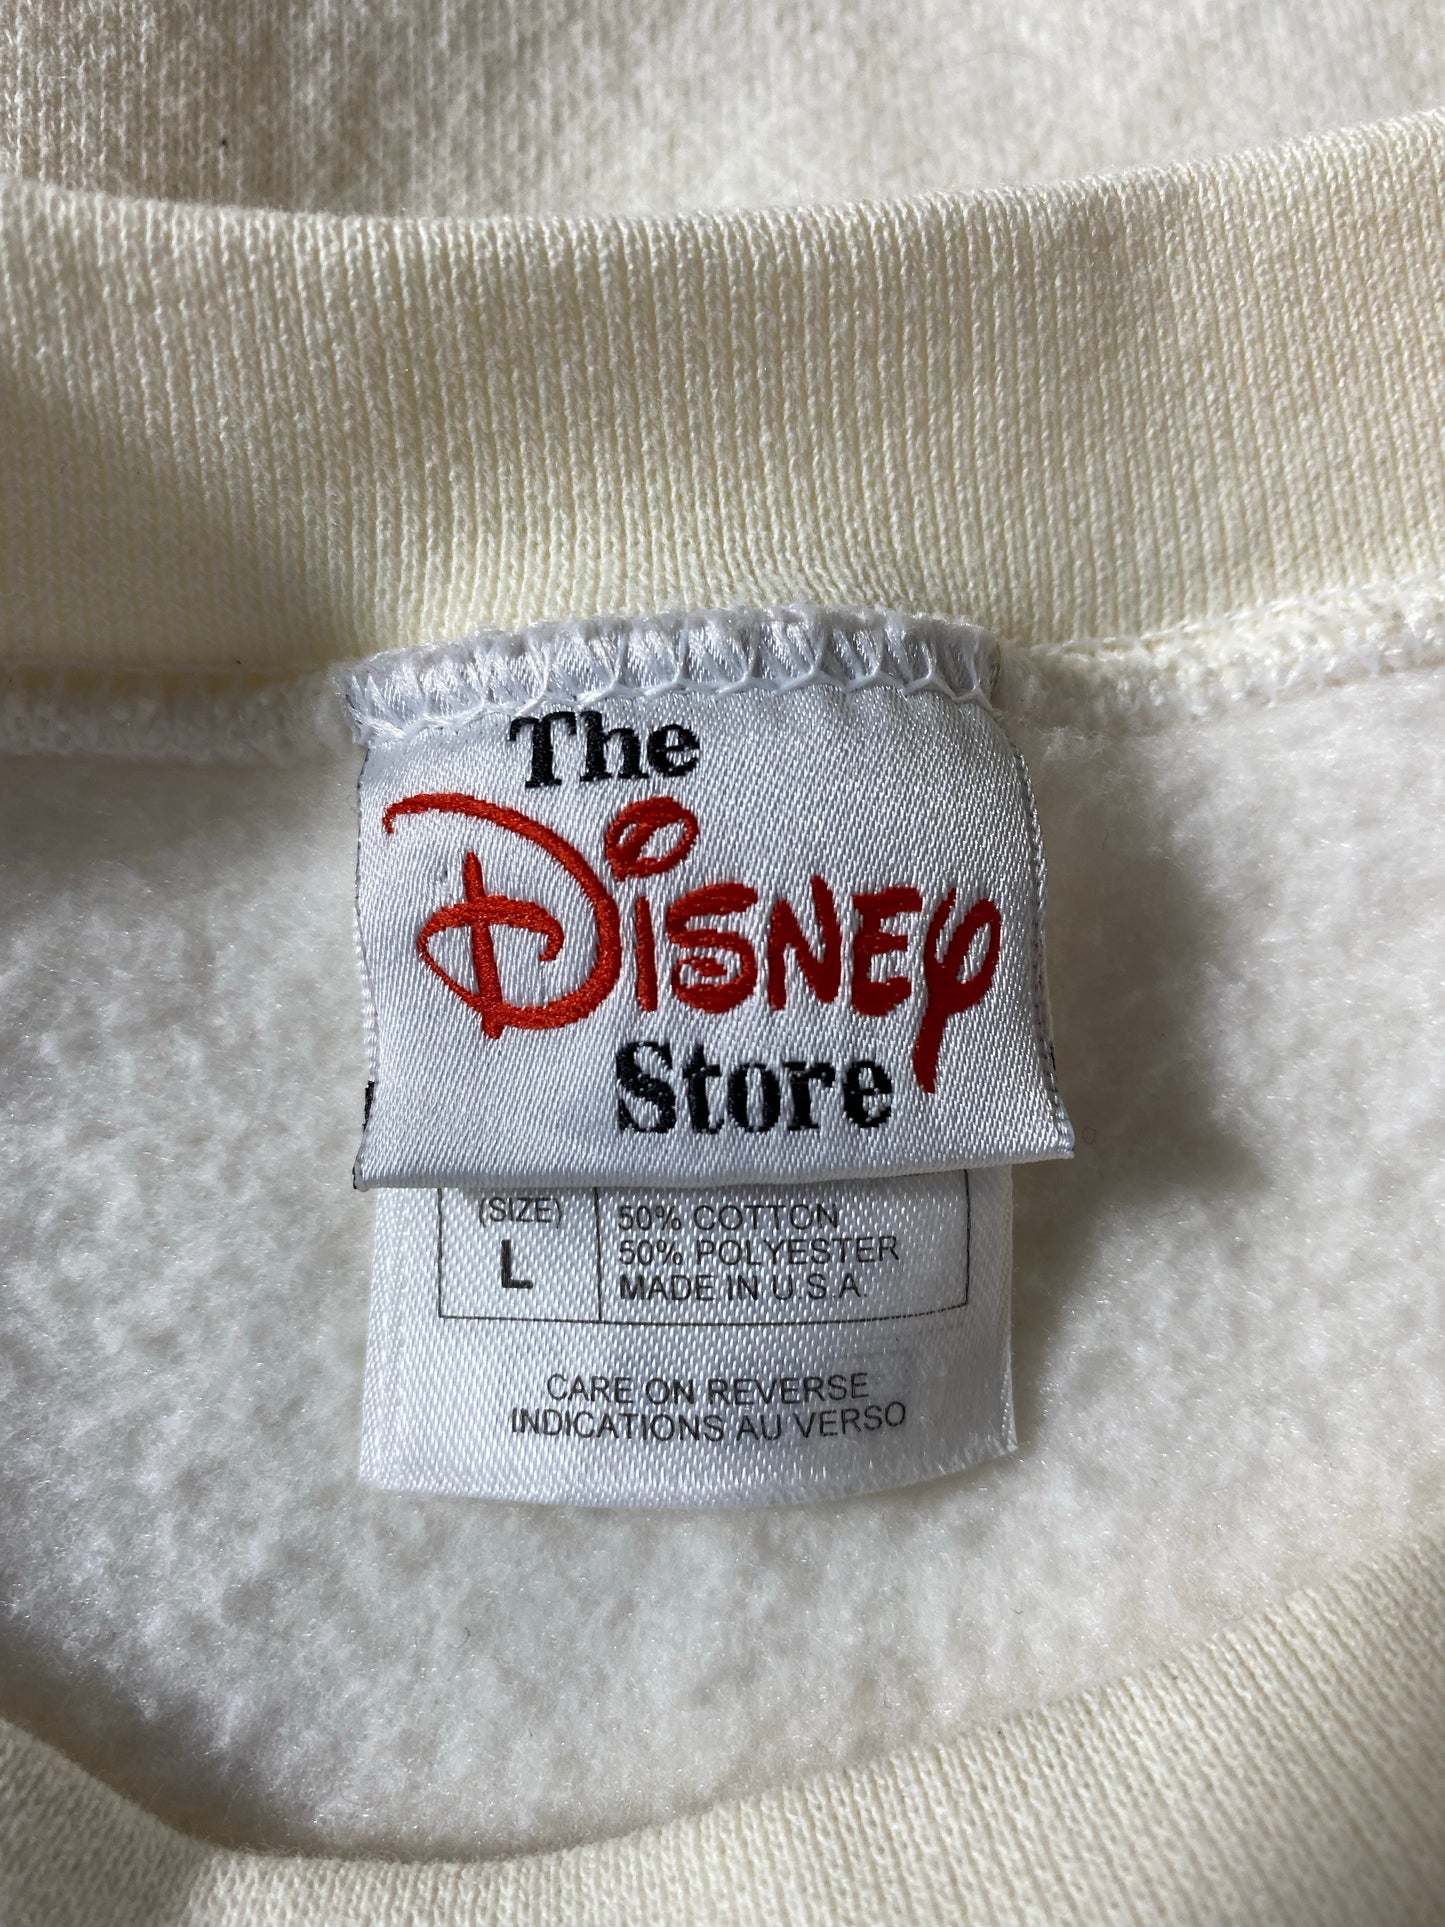 The
Disney
Store
(SIZE)
L
50% COTTON
50% POLYESTER
MADE IN U.S.A.
CARE ON REVERSE
INDICATIONS AU VERSO